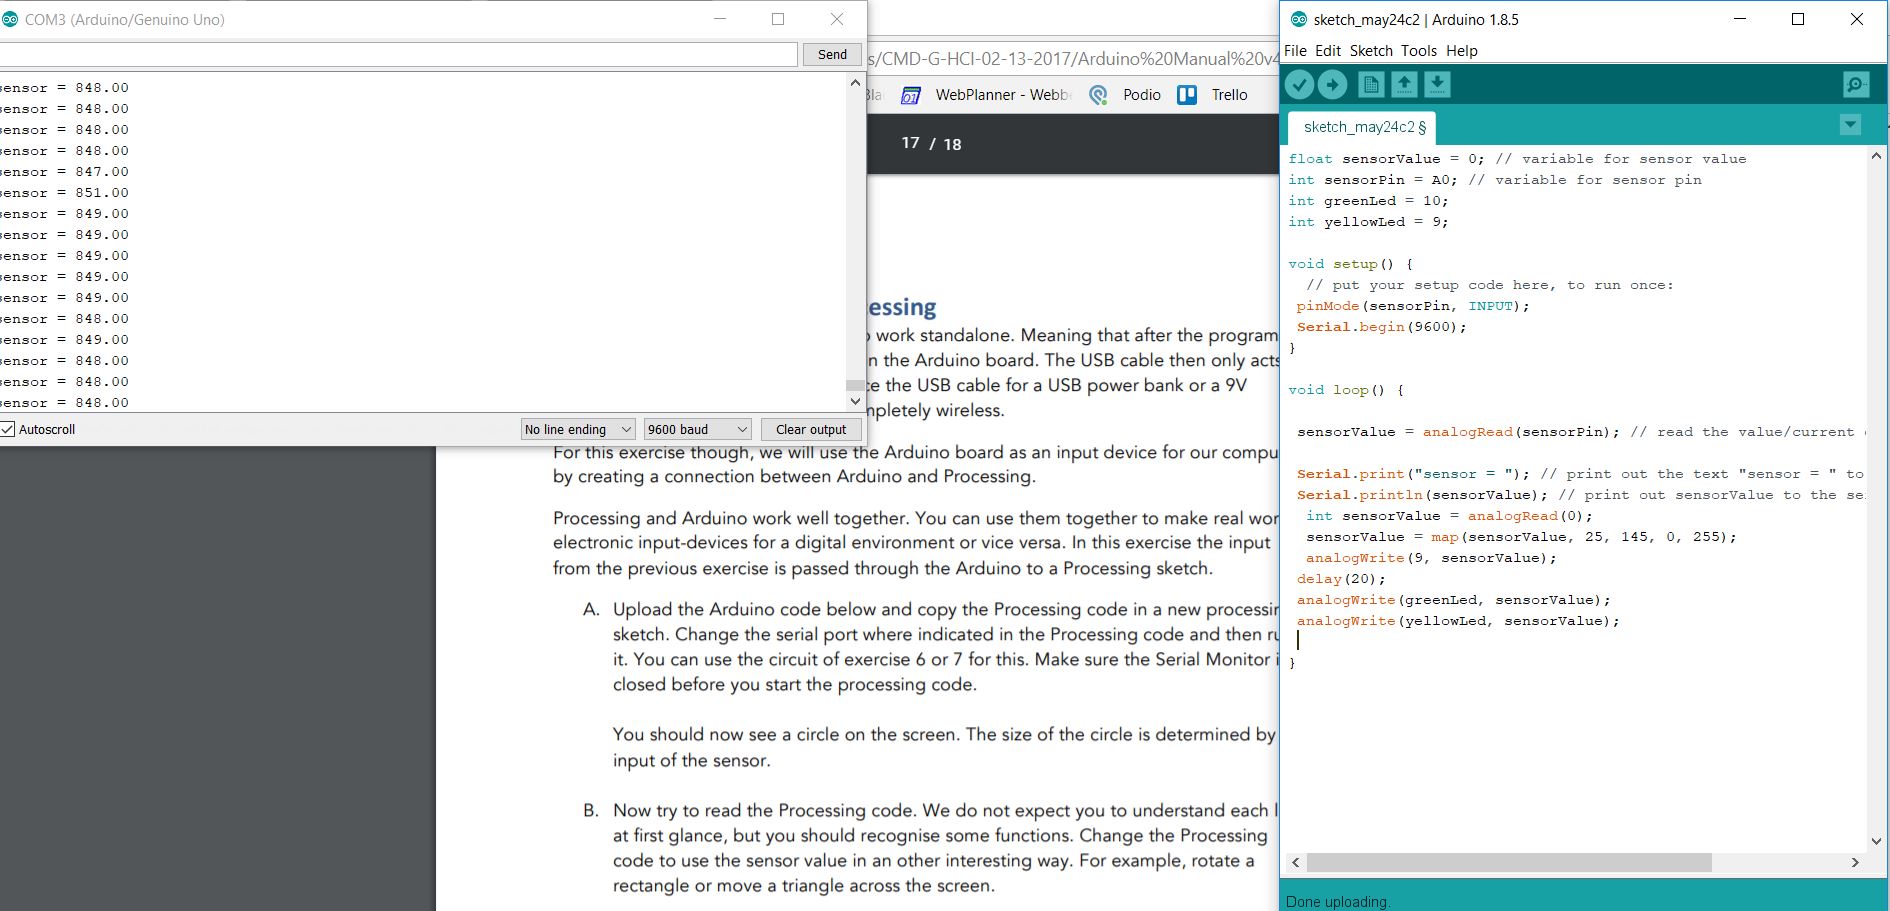 COM3 (Arduino/Genuino Uno)
Send
sensor = 848.00
sensor = 848.00
sensor = 848.00
sensor = 848.00
sensor = 847.00
sensor = 851.00
sensor = 849.00
sensor = 849.00
sensor = 849.00
sensor = 849.00
sensor = 849.00
sensor = 848.00
sensor = 849.00
sensor = 848.00
sensor = 848.00
sensor = 848.00
Autoscroll
No line ending
9600 baud
Clear output
s/CMD-G-HCI-02-13-2017/Arduino%20Manual%20v4
WebPlanner - Webb
Podio
Trello
17 / 18
essing
work standalone. Meaning that after the program
n the Arduino board. The USB cable then only acts
ce the USB cable for a USB power bank or a 9V
mpletely wireless.
For this exercise though, we will use the Arduino board as an input device for our compu
by creating a connection between Arduino and Processing.
Processing and Arduino work well together. You can use them together to make real wor
electronic input-devices for a digital environment or vice versa. In this exercise the input
from the previous exercise is passed through the Arduino to a Processing sketch.
A. Upload the Arduino code below and copy the Processing code in a new processin
sketch. Change the serial port where indicated in the Processing code and then ru
it. You can use the circuit of exercise 6 or 7 for this. Make sure the Serial Monitor i
closed before you start the processing code.
You should now see a circle on the screen. The size of the circle is determined by
input of the sensor.
B. Now try to read the Processing code. We do not expect you to understand each l
at first glance, but you should recognise some functions. Change the Processing
code to use the sensor value in an other interesting way. For example, rotate a
rectangle or move a triangle across the screen.
sketch_may24c2 | Arduino 1.8.5
File Edit Sketch Tools Help
sketch_may24c2 §
float sensorValue = 0; // variable for sensor value
int sensorPin = A0; // variable for sensor pin
int greenLed = 10;
int yellowLed = 9;
void setup() {
// put your setup code here, to run once:
pinMode(sensorPin, INPUT);
Serial.begin(9600);
}
void loop() {
sensorValue = analogRead(sensorPin); // read the value/current
Serial.print("sensor = "); // print out the text "sensor = " to
Serial.println(sensorValue); // print out sensorValue to the se
int sensorValue = analogRead(0);
sensorValue = map(sensorValue, 25, 145, 0, 255);
analogWrite(9, sensorValue);
delay(20);
analogWrite(greenLed, sensorValue);
analogWrite(yellowLed, sensorValue);
}
Done uploading.